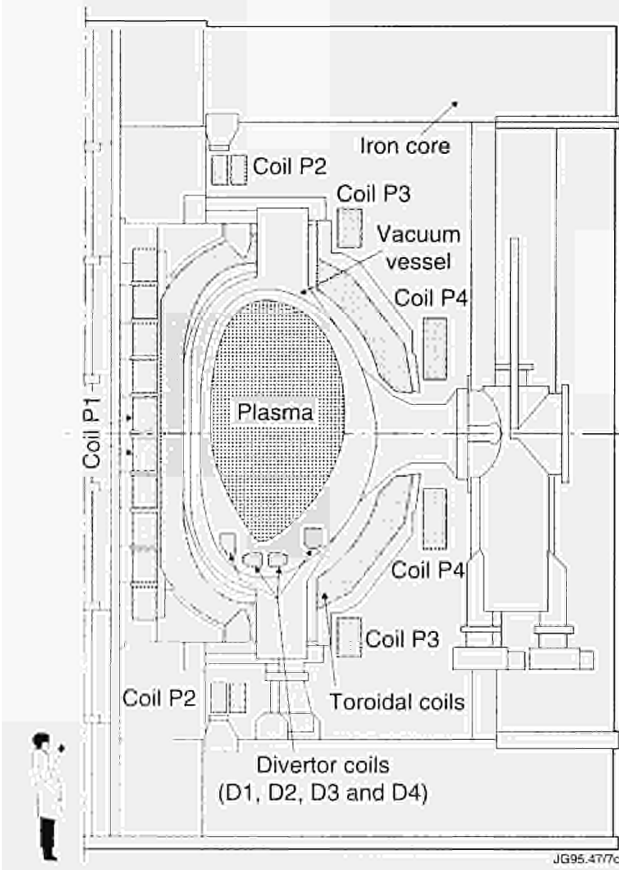 Iron core
Coil P2
Coil P3
Vacuum
vessel
Coil P4
Plasma
Coil P1
Coil P4
Coil P3
Coil P2
Toroidal coils
Divertor coils
(D1, D2, D3 and D4)
JG95.47/7c